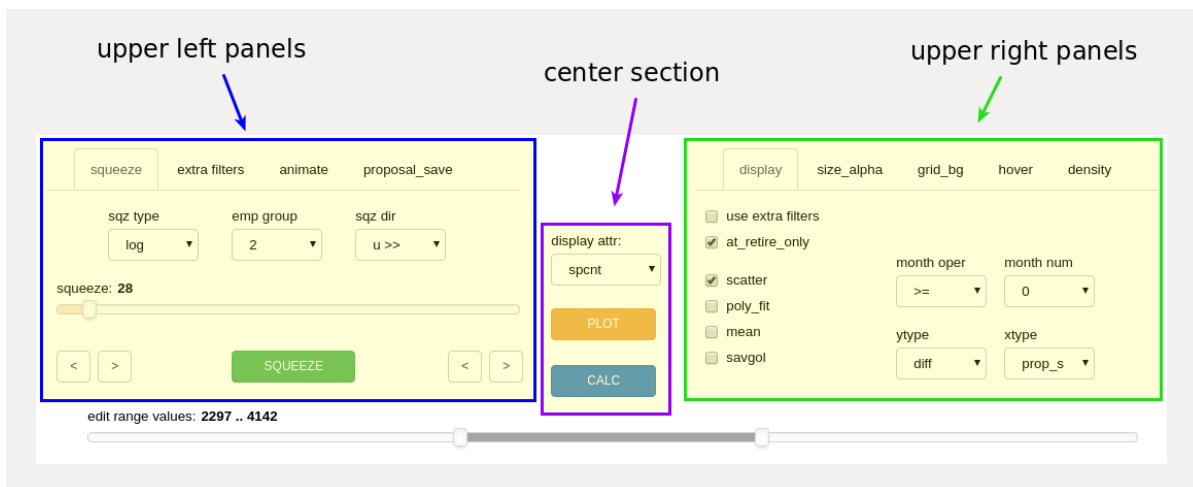 upper left panels
center section
upper right panels
squeeze extra filters animate proposal_save
sqz type emp group sqz dir
log 2 u >>
squeeze: 28
< > SQUEEZE < >
display attr:
spcnt
PLOT
CALC
display size_alpha grid_bg hover density
use extra filters
at_retire_only
scatter
poly_fit
mean
savgol
month oper month num
>= 0
ytype xtype
diff prop_s
edit range values: 2297 .. 4142